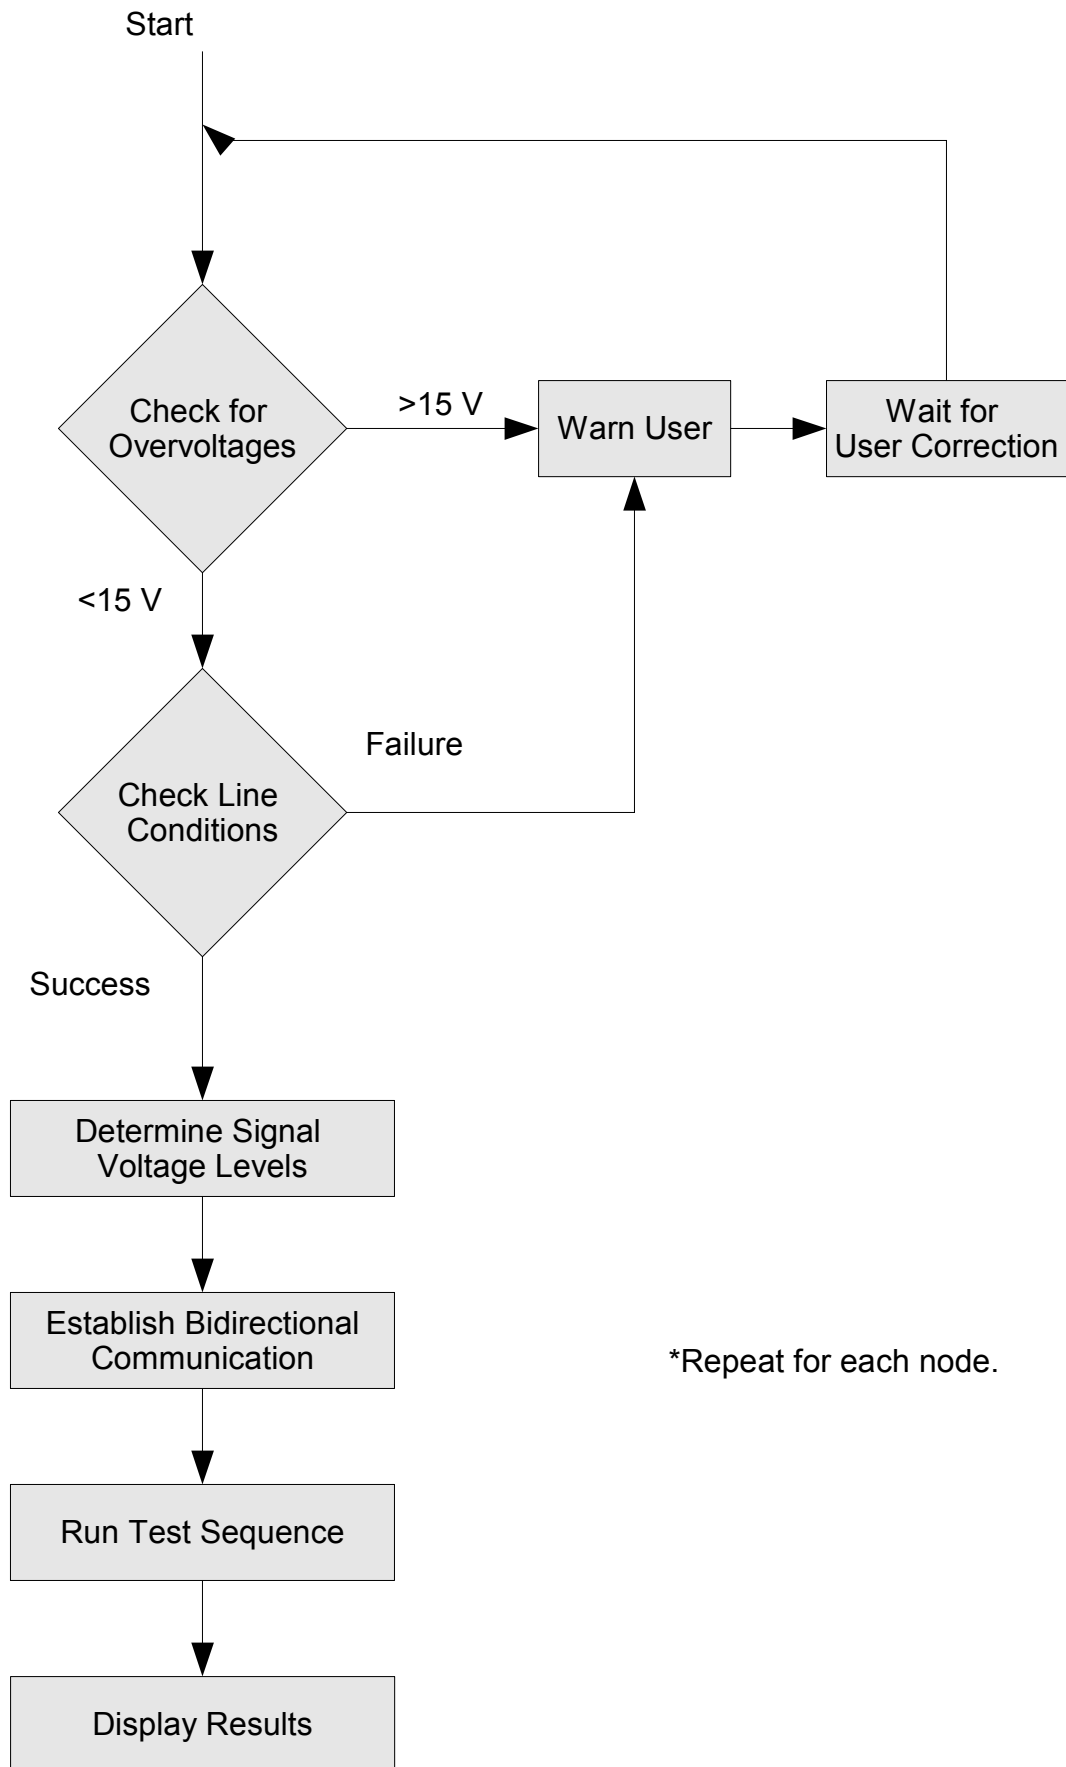 Start
Check for
Overvoltages
>15 V
Warn User
Wait for
User Correction
<15 V
Failure
Check Line
Conditions
Success
Determine Signal
Voltage Levels
Establish Bidirectional
Communication
*Repeat for each node.
Run Test Sequence
Display Results